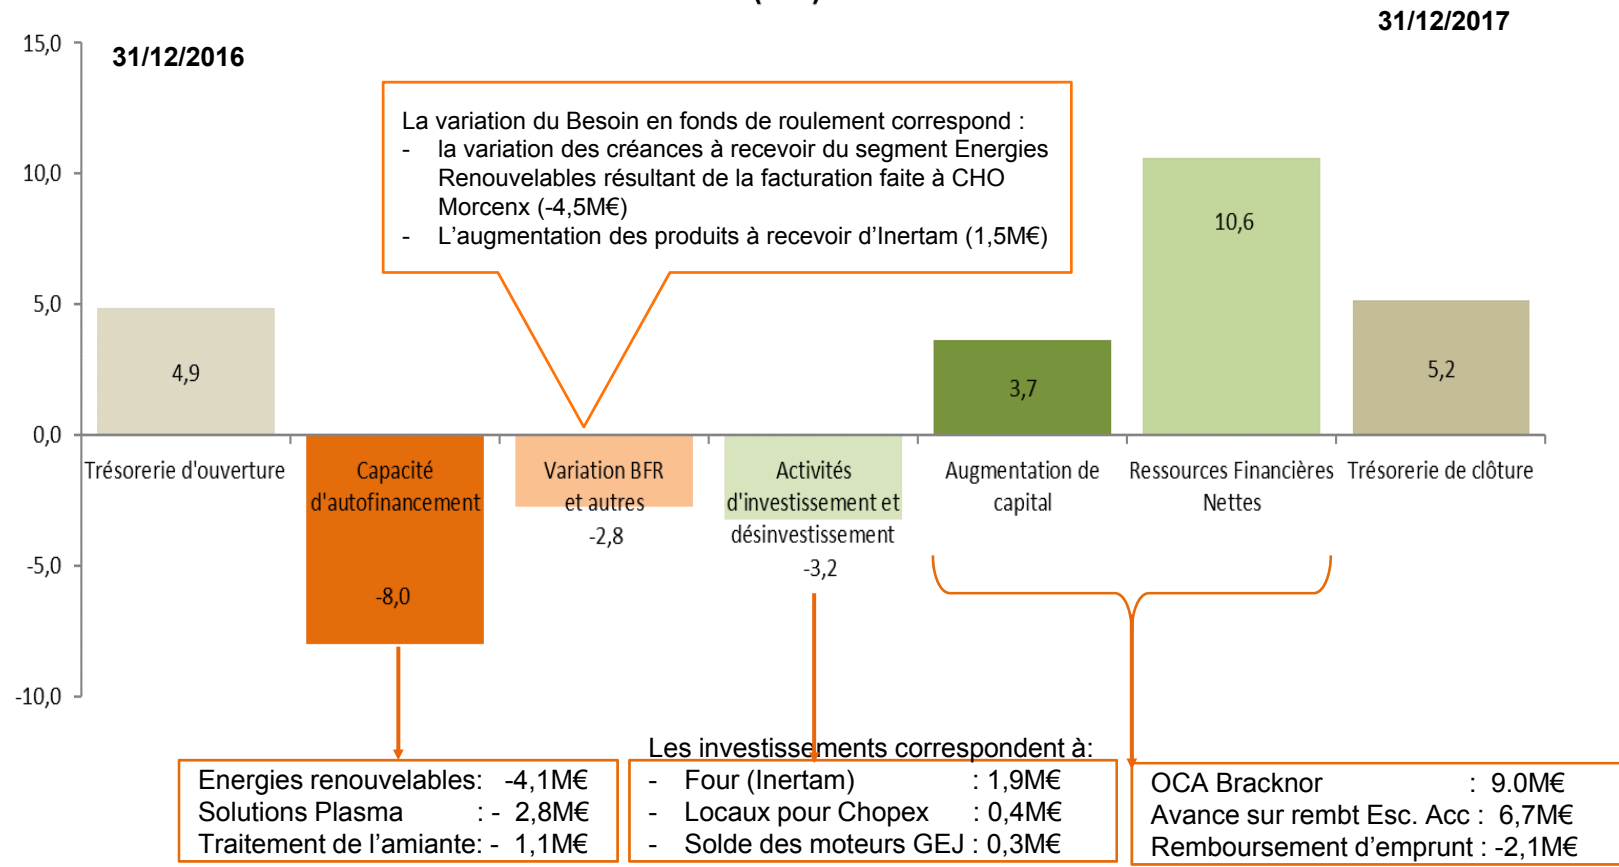 31/12/2017
31/12/2016
15,0
10,0
5,0
0,0
-5,0
-10,0
La variation du Besoin en fonds de roulement correspond :
- la variation des créances à recevoir du segment Energies
Renouvelables résultant de la facturation faite à CHO
Morcenx (-4,5M€)
- L’augmentation des produits à recevoir d’Inertam (1,5M€)
4,9
3,7
10,6
5,2
Trésorerie d'ouverture
Capacité
d'autofinancement
-8,0
Variation BFR
et autres
-2,8
Activités
d'investissement et
désinvestissement
-3,2
Augmentation de
capital
Ressources Financières
Nettes
Trésorerie de clôture
Energies renouvelables: -4,1M€
Solutions Plasma : - 2,8M€
Traitement de l’amiante: - 1,1M€
Les investissements correspondent à:
- Four (Inertam) : 1,9M€
- Locaux pour Chopex : 0,4M€
- Solde des moteurs GEJ : 0,3M€
OCA Bracknor : 9.0M€
Avance sur rembt Esc. Acc : 6,7M€
Remboursement d’emprunt : -2,1M€